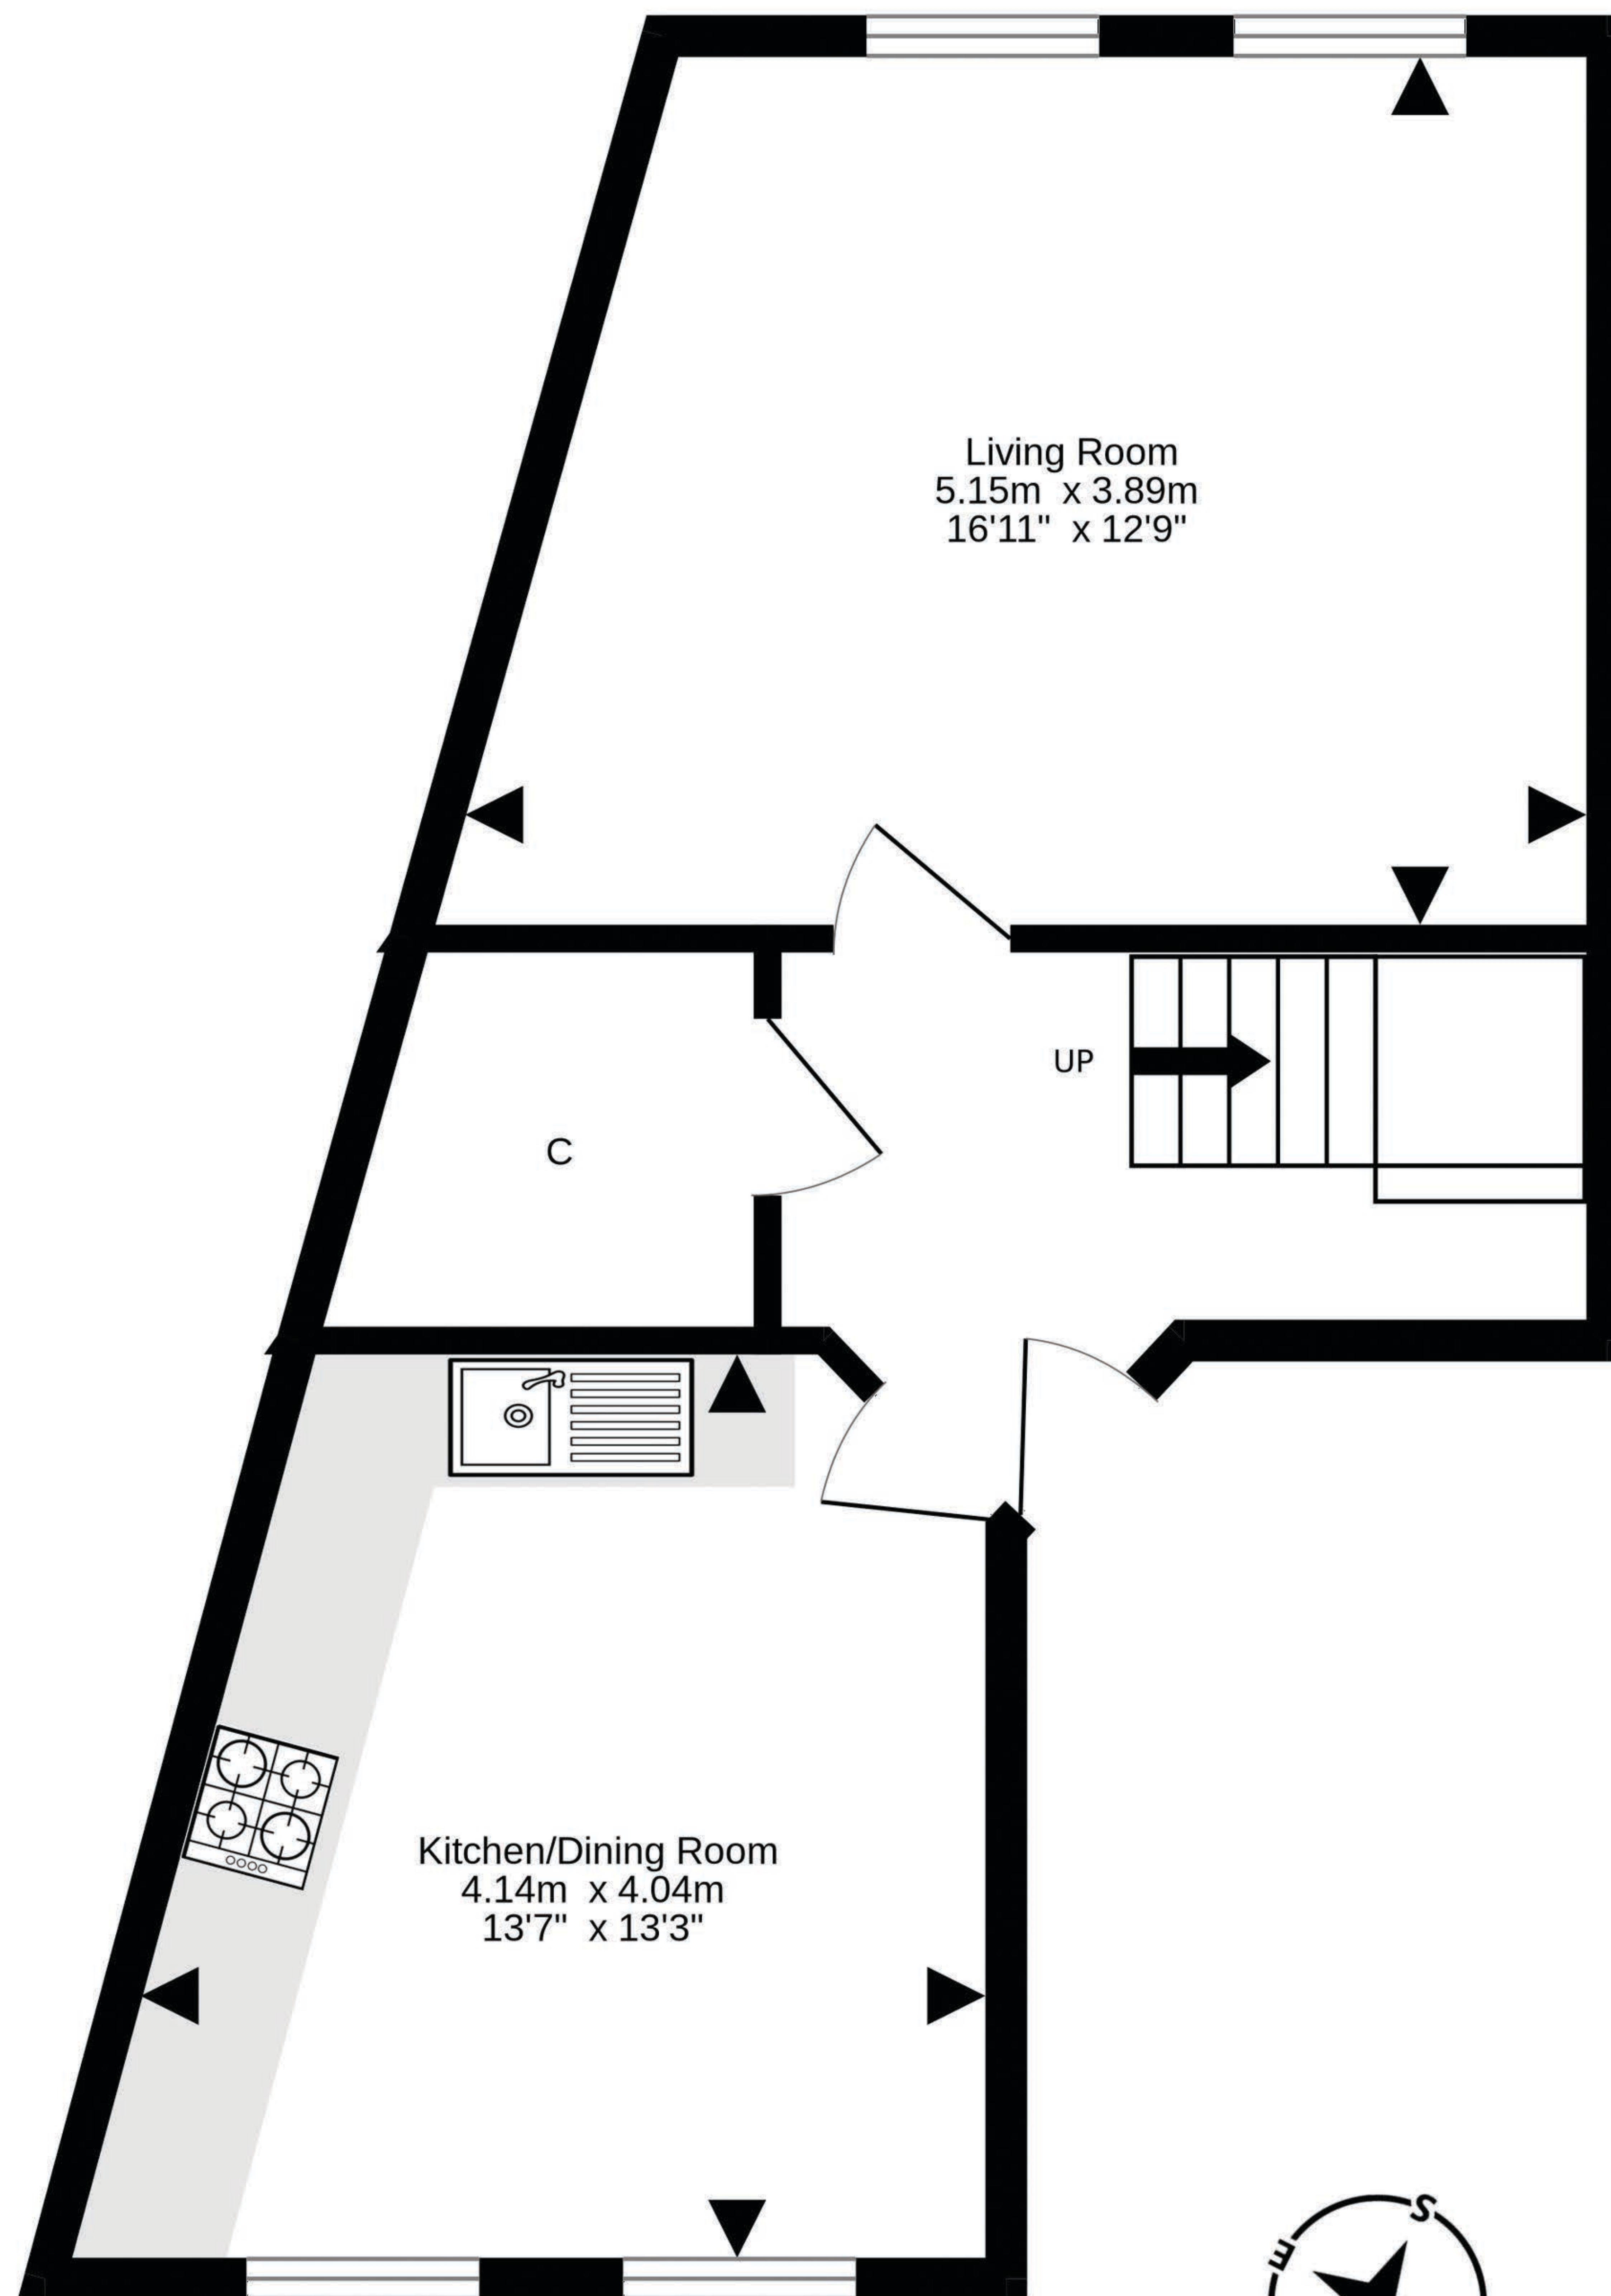 Living Room
5.15m x 3.89m
16'11" x 12'9"
UP
C
Kitchen/Dining Room
4.14m x 4.04m
13'7" x 13'3"
S
E